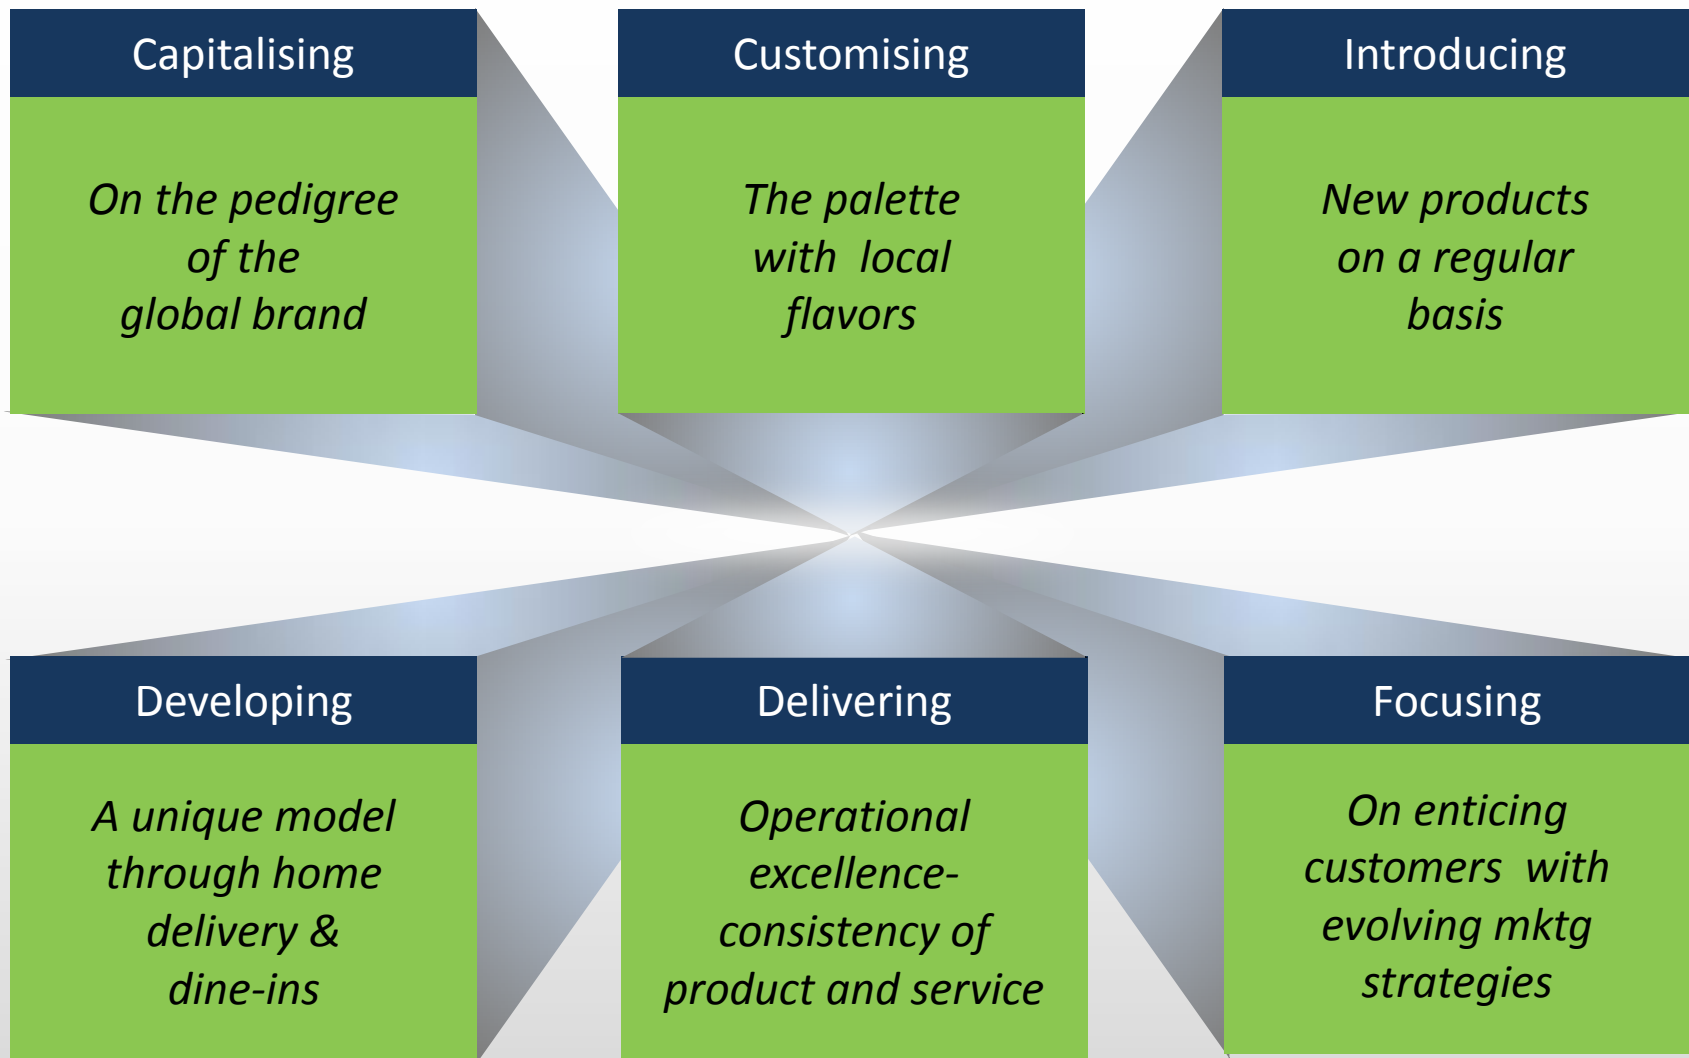 Capitalising
On the pedigree
of the
global brand
Customising
The palette
with  local
flavors
Introducing
New products
on a regular
basis
Developing
A unique model
through home
delivery &
dine-ins
Delivering
Operational
excellence-
consistency of
product and service
Focusing
On enticing
customers  with
evolving mktg
strategies